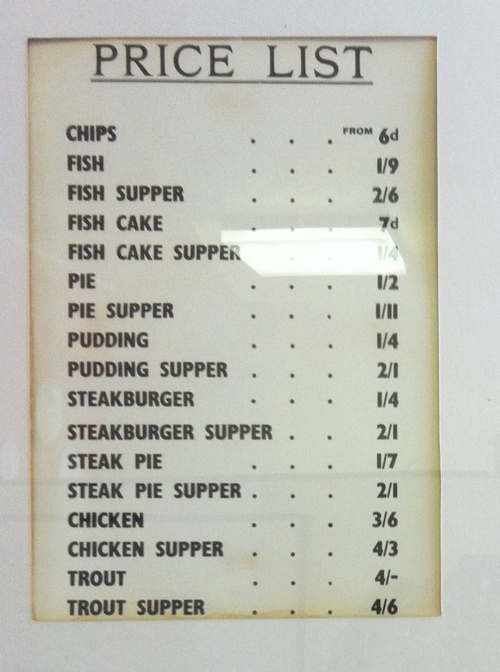 PRICE LIST
CHIPS . . . FROM 6d
FISH . . . 1/9
FISH SUPPER . . . 2/6
FISH CAKE . . . 7d
FISH CAKE SUPPER . . . 1/4
PIE . . . 1/2
PIE SUPPER . . . 1/11
PUDDING . . . 1/4
PUDDING SUPPER . . . 2/1
STEAKBURGER . . . 1/4
STEAKBURGER SUPPER . . 2/1
STEAK PIE . . . 1/7
STEAK PIE SUPPER . . . 2/1
CHICKEN . . . 3/6
CHICKEN SUPPER . . . 4/3
TROUT . . . 4/-
TROUT SUPPER . . . 4/6